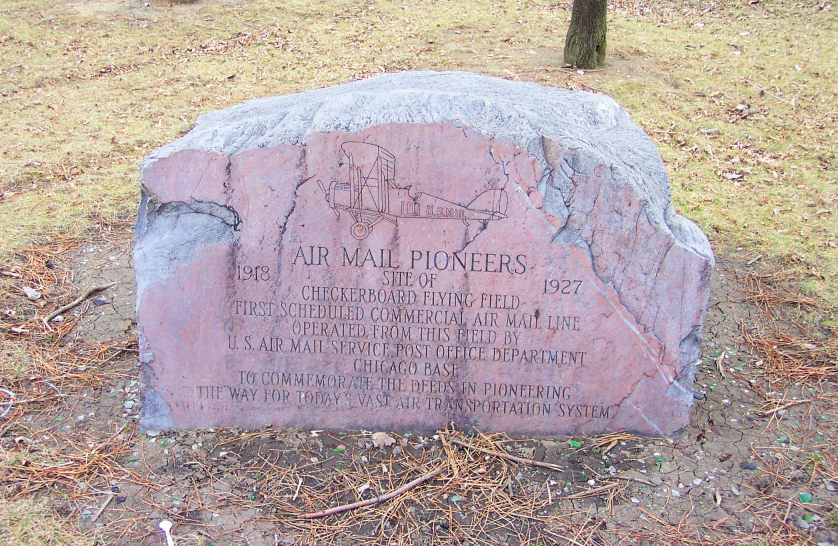 101 U.S. MAIL
AIR MAIL PIONEERS
1918 1927
SITE OF
CHECKERBOARD FLYING FIELD
FIRST SCHEDULED COMMERCIAL AIR MAIL LINE
OPERATED FROM THIS FIELD BY
U.S. AIR MAIL SERVICE, POST OFFICE DEPARTMENT
CHICAGO BASE
TO COMMEMORATE THE DEEDS IN PIONEERING
THE WAY FOR TODAY'S VAST AIR TRANSPORTATION SYSTEM